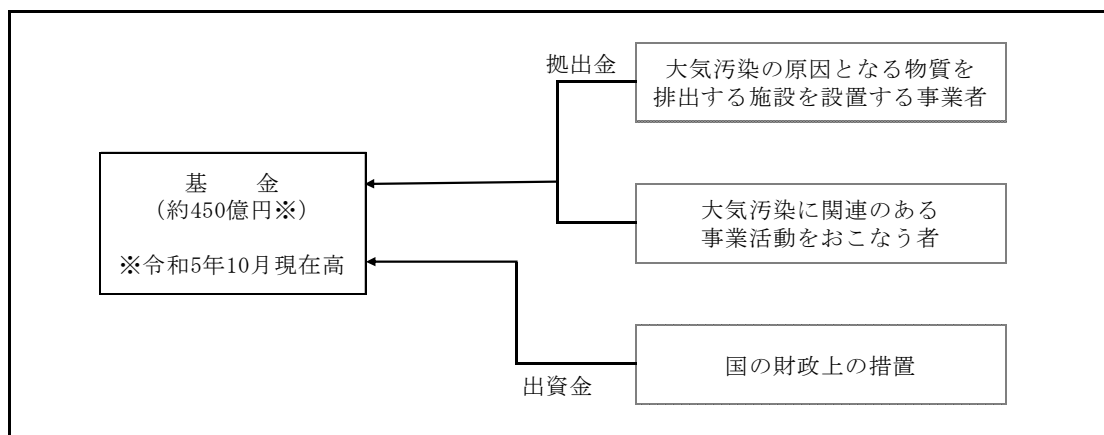 拠出金
大気汚染の原因となる物質を
排出する施設を設置する事業者
基　　金
（約450億円※）
※令和5年10月現在高
大気汚染に関連のある
事業活動をおこなう者
出資金
国の財政上の措置